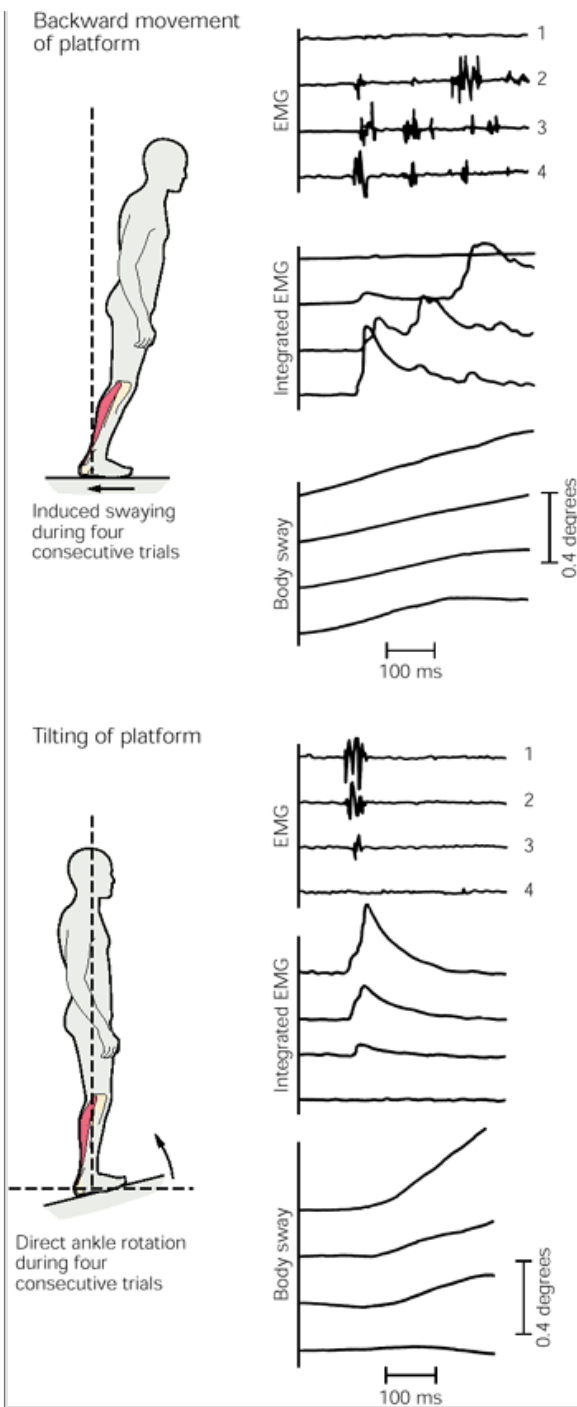 Backward movement
of platform
EMG
1
2
3
4
Integrated EMG
Body sway
0.4 degrees
100 ms
Induced swaying
during four
consecutive trials
Tilting of platform
EMG
1
2
3
4
Integrated EMG
Body sway
0.4 degrees
100 ms
Direct ankle rotation
during four
consecutive trials